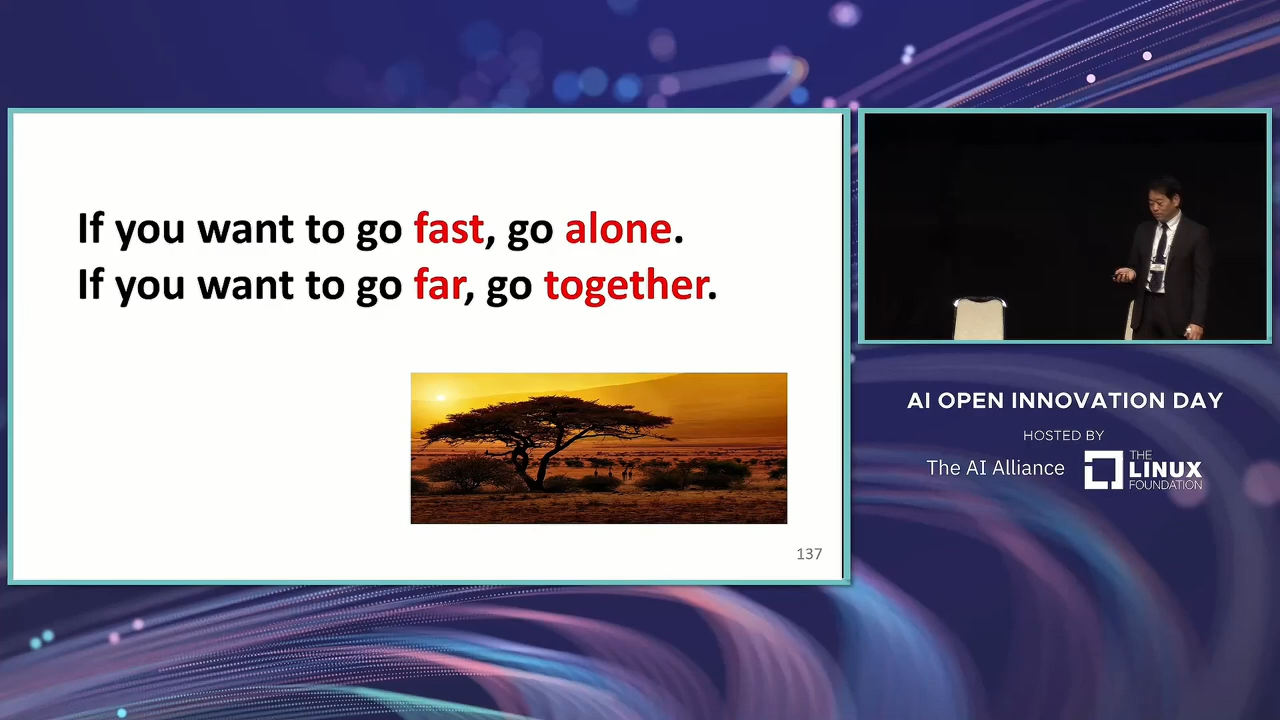 If you want to go fast, go alone.
If you want to go far, go together.
137
AI OPEN INNOVATION DAY
HOSTED BY
The AI Alliance
THE
LINUX
FOUNDATION